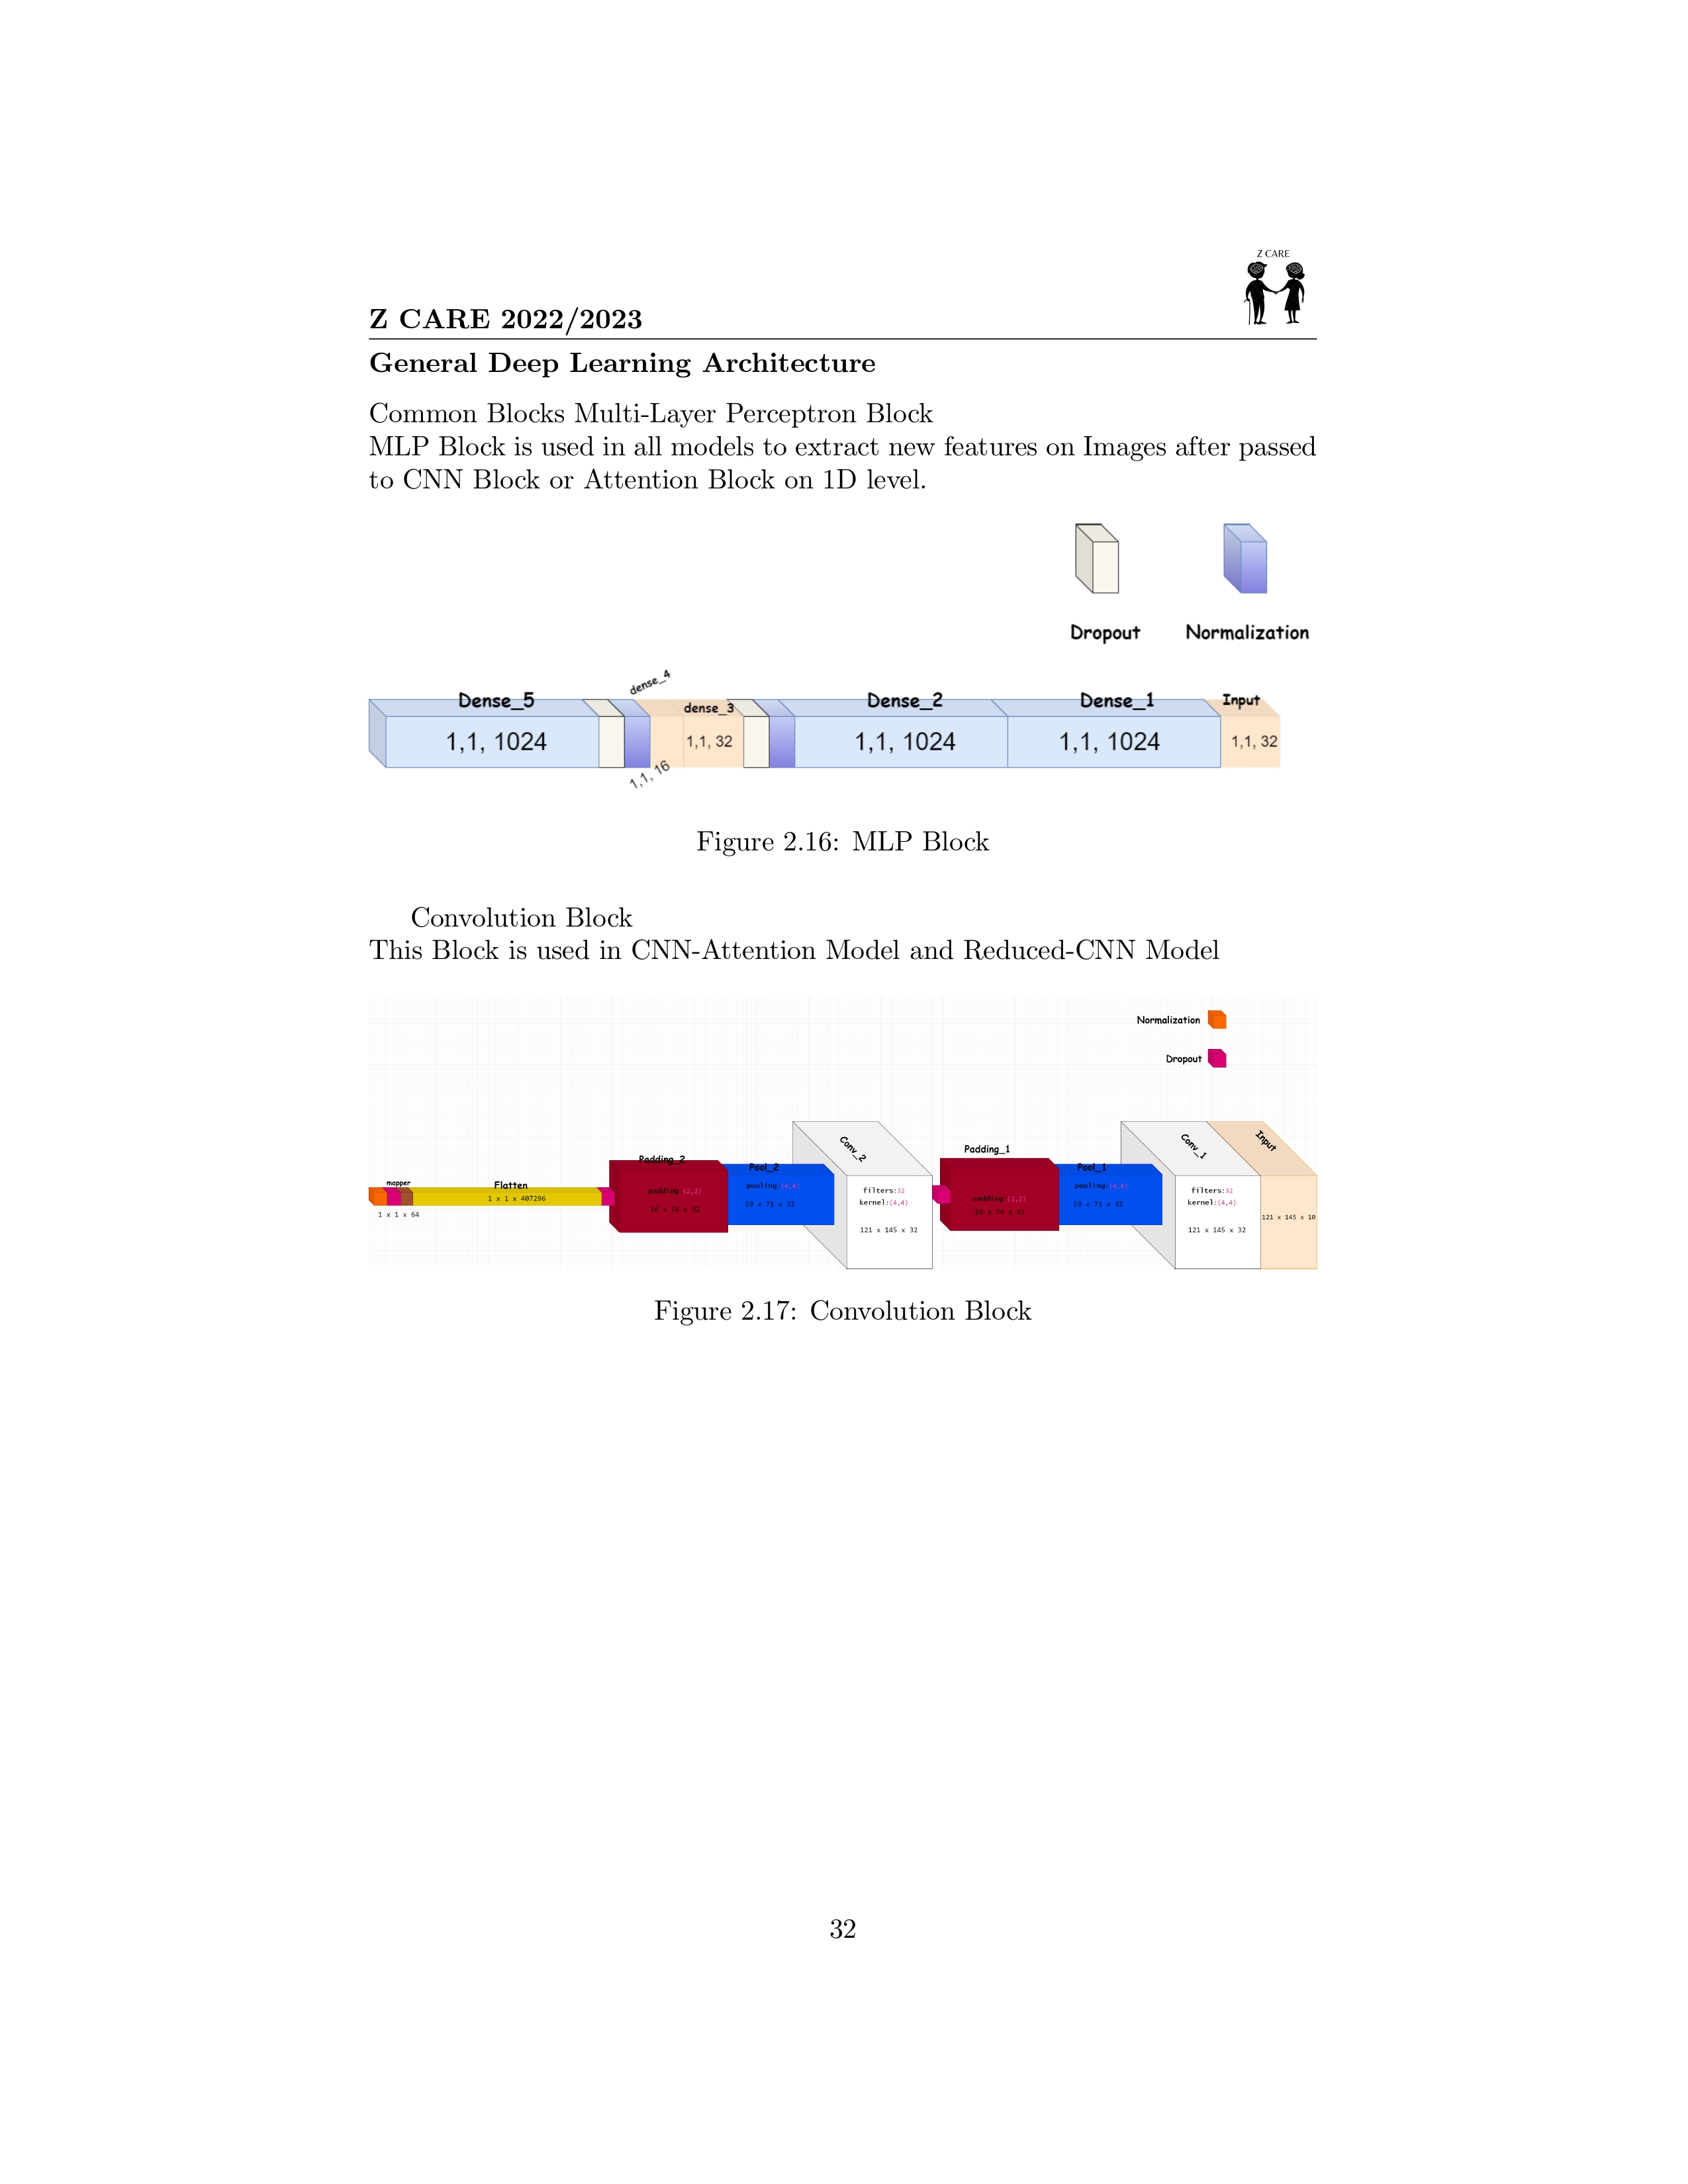 Z CARE
Z CARE 2022/2023
General Deep Learning Architecture
Common Blocks Multi-Layer Perceptron Block
MLP Block is used in all models to extract new features on Images after passed
to CNN Block or Attention Block on 1D level.
Dropout Normalization
dense_4
Dense_5 dense_3 Dense_2 Dense_1 Input
1,1, 1024 1,1, 32 1,1, 1024 1,1, 1024 1,1, 32
1,1, 16
Figure 2.16: MLP Block
Convolution Block
This Block is used in CNN-Attention Model and Reduced-CNN Model
Normalization
Dropout
Conv_2 Conv_1 Input
Padding_2 Pool_2 Padding_1 Pool_1
mapper Flatten padding:(2,2) pooling:(4,4) filters:32 padding:(2,2) pooling:(4,4) filters:32
kernel:(4,4) kernel:(4,4)
1 x 1 x 407296 59 x 71 x 32 59 x 71 x 32
1 x 1 x 64 121 x 145 x 32 121 x 145 x 32 121 x 145 x 10
Figure 2.17: Convolution Block
32